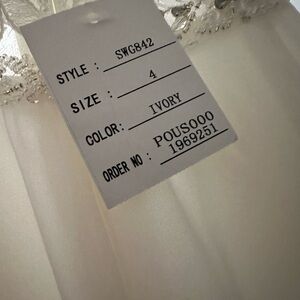 STYLE : SWG842
SIZE : 4
COLOR: IVORY
ORDER NO : POUS000
1969251